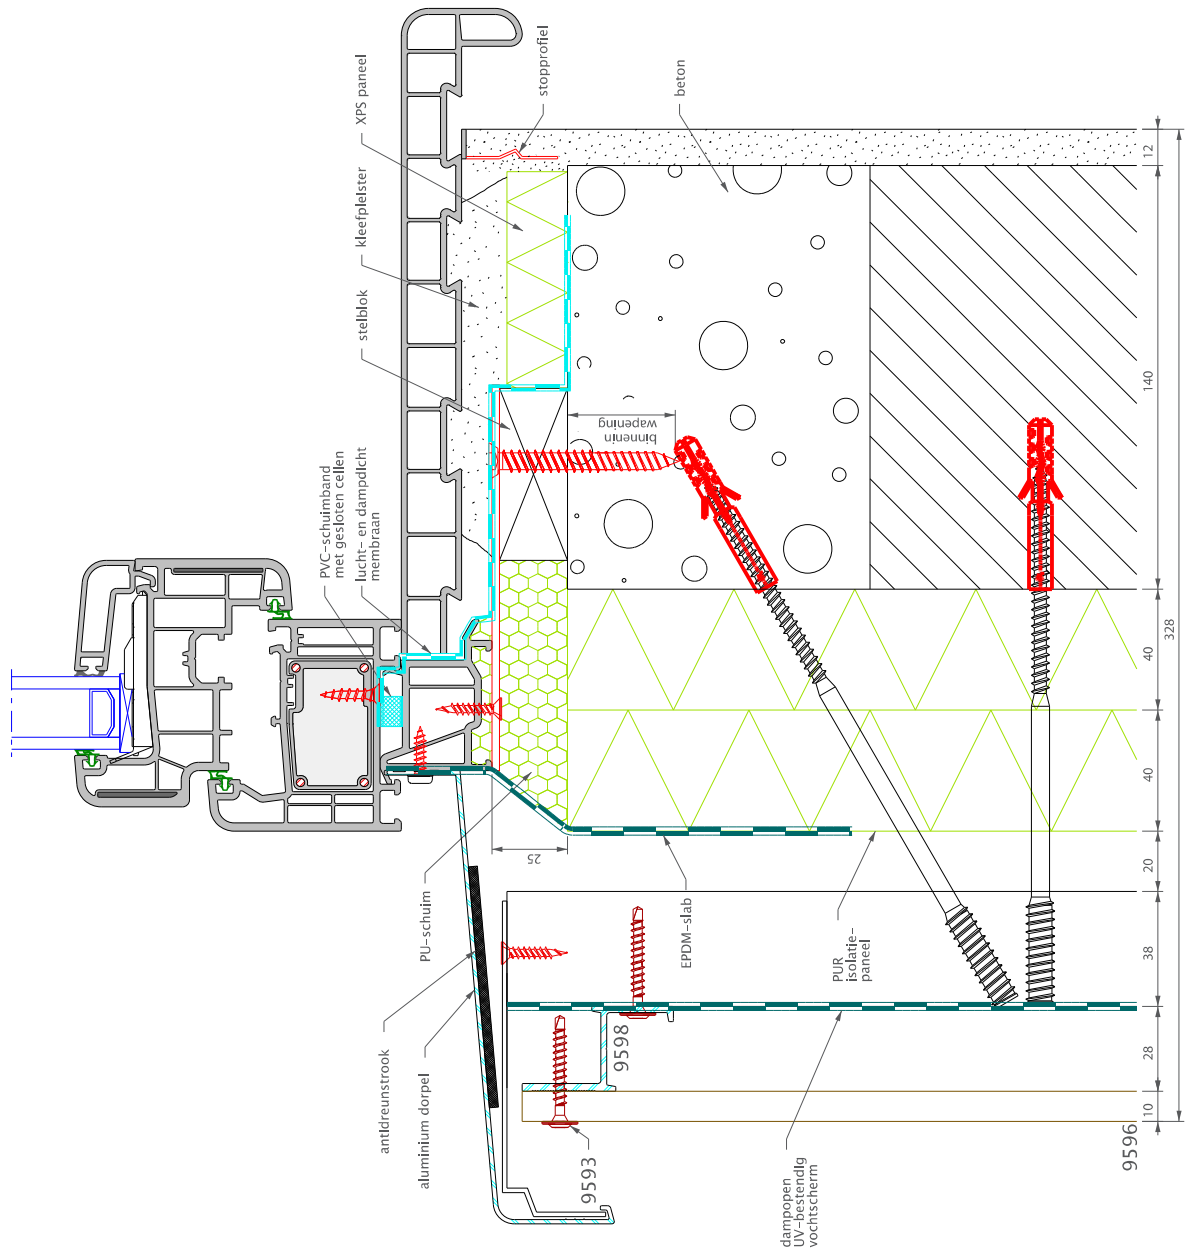 stopprofiel
beton
XPS paneel
kleefpleister
stelblok
PVC-schuimband
met gesloten cellen
lucht- en dampdicht
membraan
binnenin
wapening
PU-schuim
25
EPDM-slab
PUR
isolatie-
paneel
antidreunstrook
aluminium dorpel
9598
9593
9596
dampopen
UV-bestendig
vochtscherm
12
140
328
40
40
20
38
28
10